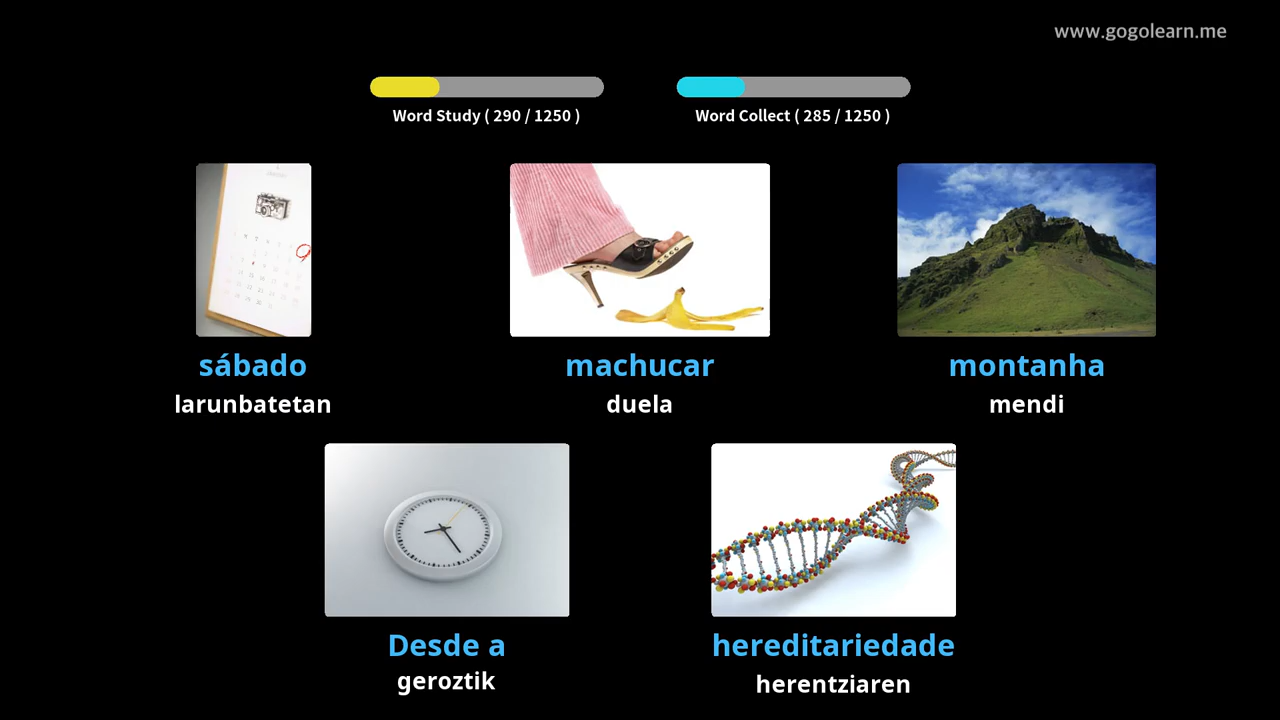 www.gogolearn.me
Word Study ( 290 / 1250 )
Word Collect ( 285 / 1250 )
sábado
larunbatetan
machucar
duela
montanha
mendi
Desde a
geroztik
hereditariedade
herentziaren